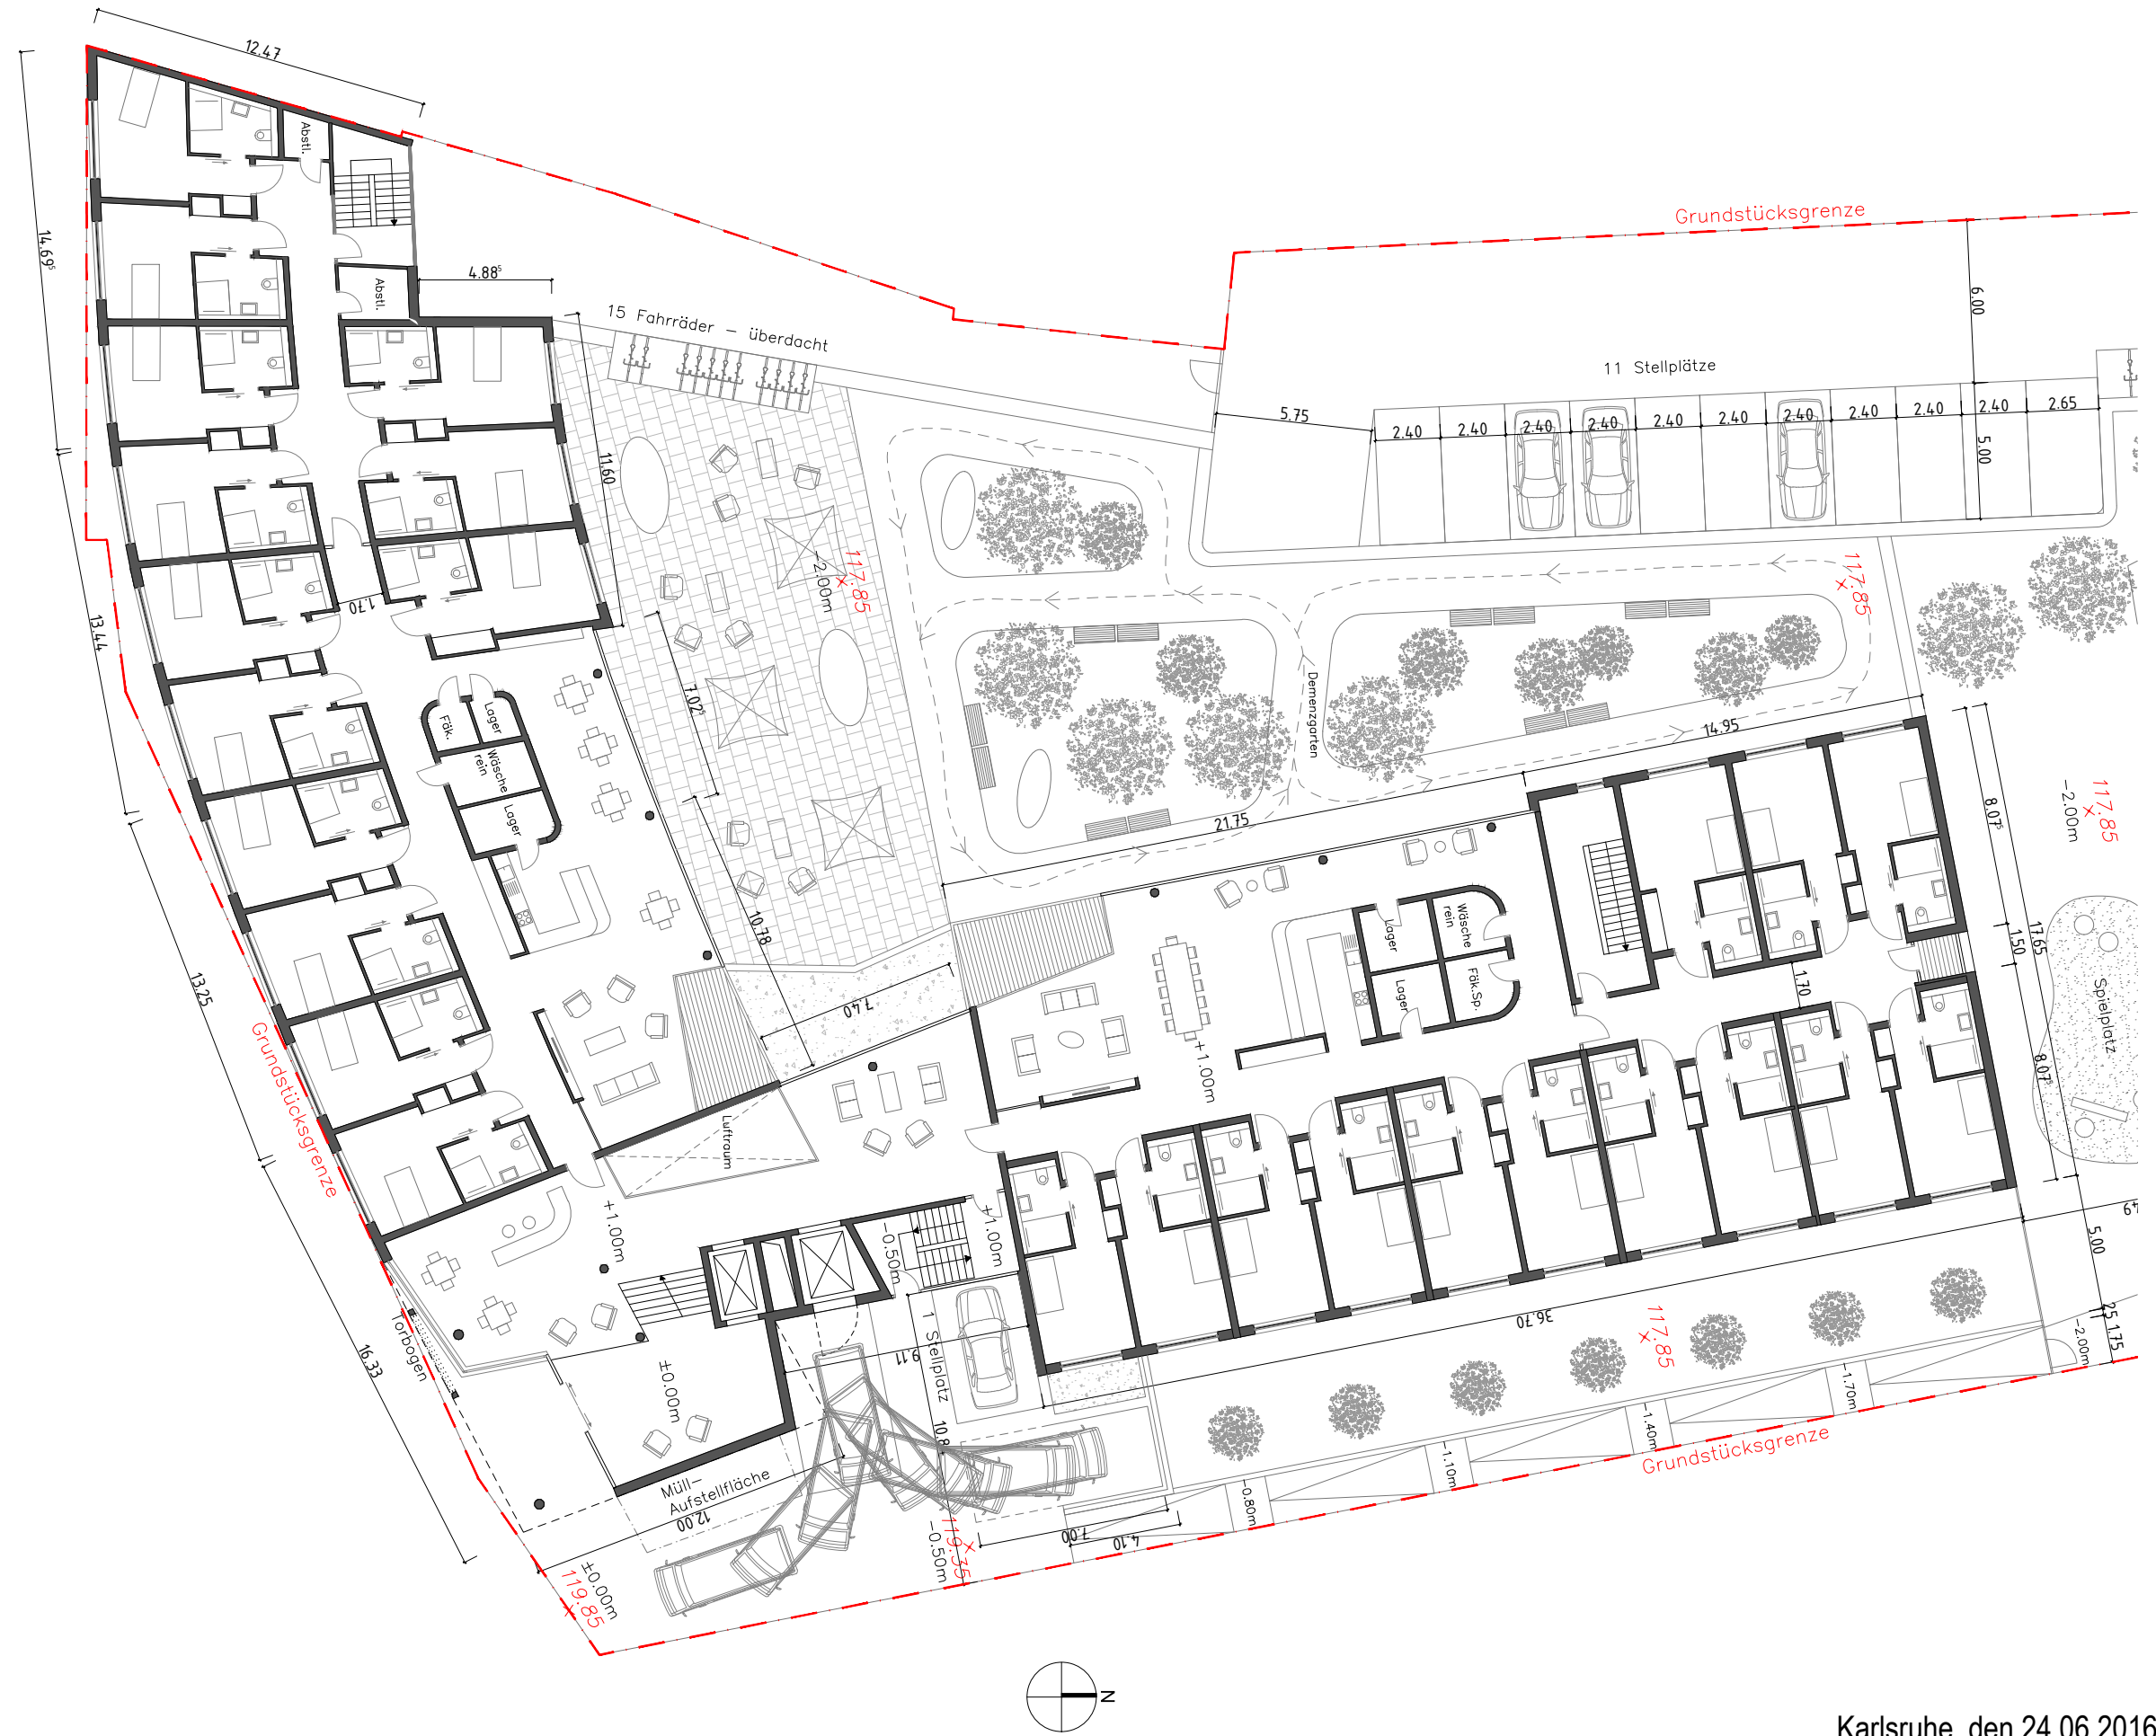 12.47
14.69⁵
Abstl.
Abstl.
4.88⁵
15 Fahrräder – überdacht
11.60
Grundstücksgrenze
6.00
11 Stellplätze
5.75
2.40
2.40
2.40
2.40
2.40
2.40
2.40
2.40
2.40
2.40
2.65
5.00
−2.00m
117.85
117.85
1.70
13.44
7.02⁵
Demenzgarten
Fäk.
Lager
Wäsche
rein
Lager
14.95
21.75
8.07⁵
117.85
−2.00m
10.78
13.25
Grundstücksgrenze
7.40
Lager
Wäsche
rein
Lager
Fäk.Sp.
1.70
1.50
17.65
8.07⁵
Spielplatz
+1.00m
Luftraum
+1.00m
−0.50m
+1.00m
Torbogen
16.33
±0.00m
9.11
1 Stellplatz
36.70
117.85
5.00
25
1.75
−2.00m
−1.70m
−1.40m
−1.10m
−0.80m
Grundstücksgrenze
Müll–
Aufstellfläche
12.00
7.00
4.10
119.35
−0.50m
±0.00m
119.85
N
Karlsruhe, den 24.06.2016